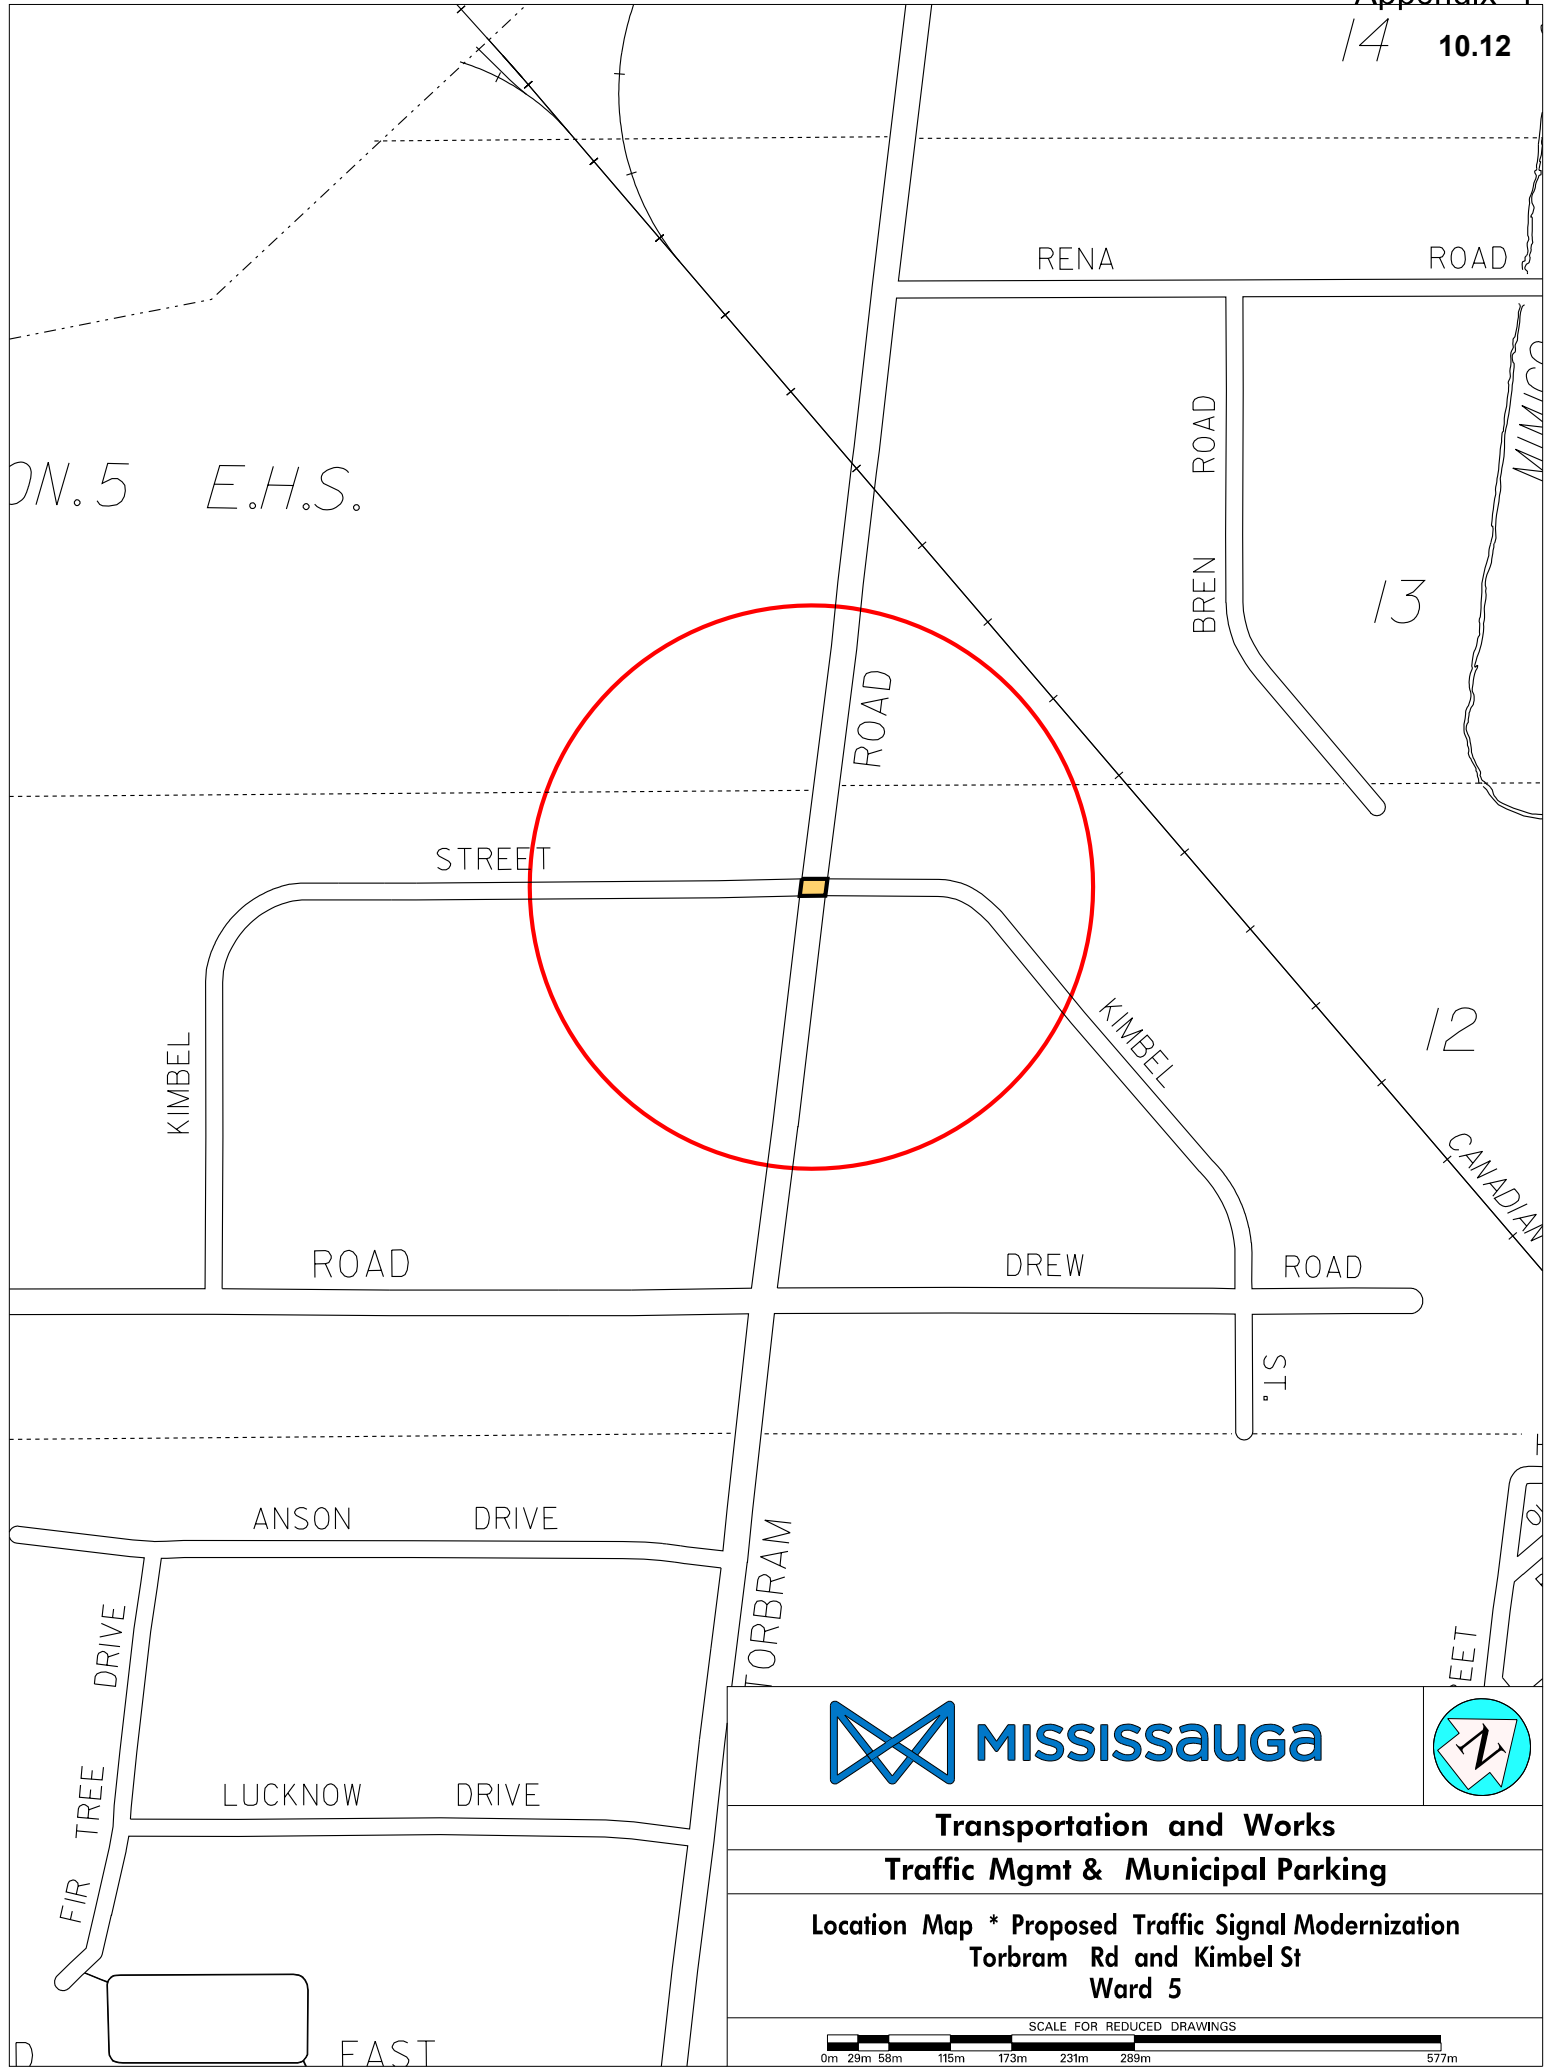 14 10.12
RENA ROAD
BREN ROAD
E.H.S.
13
ROAD
STREET
KIMBEL
KIMBEL
12
CANADIAN
ROAD DREW ROAD
ST.
ANSON DRIVE
TORBRAM
FIR TREE DRIVE
LUCKNOW DRIVE
EAST
MISSISSAUGA
N
Transportation and Works
Traffic Mgmt & Municipal Parking
Location Map * Proposed Traffic Signal Modernization
Torbram Rd and Kimbel St
Ward 5
SCALE FOR REDUCED DRAWINGS
0m 29m 58m 115m 173m 231m 289m 577m